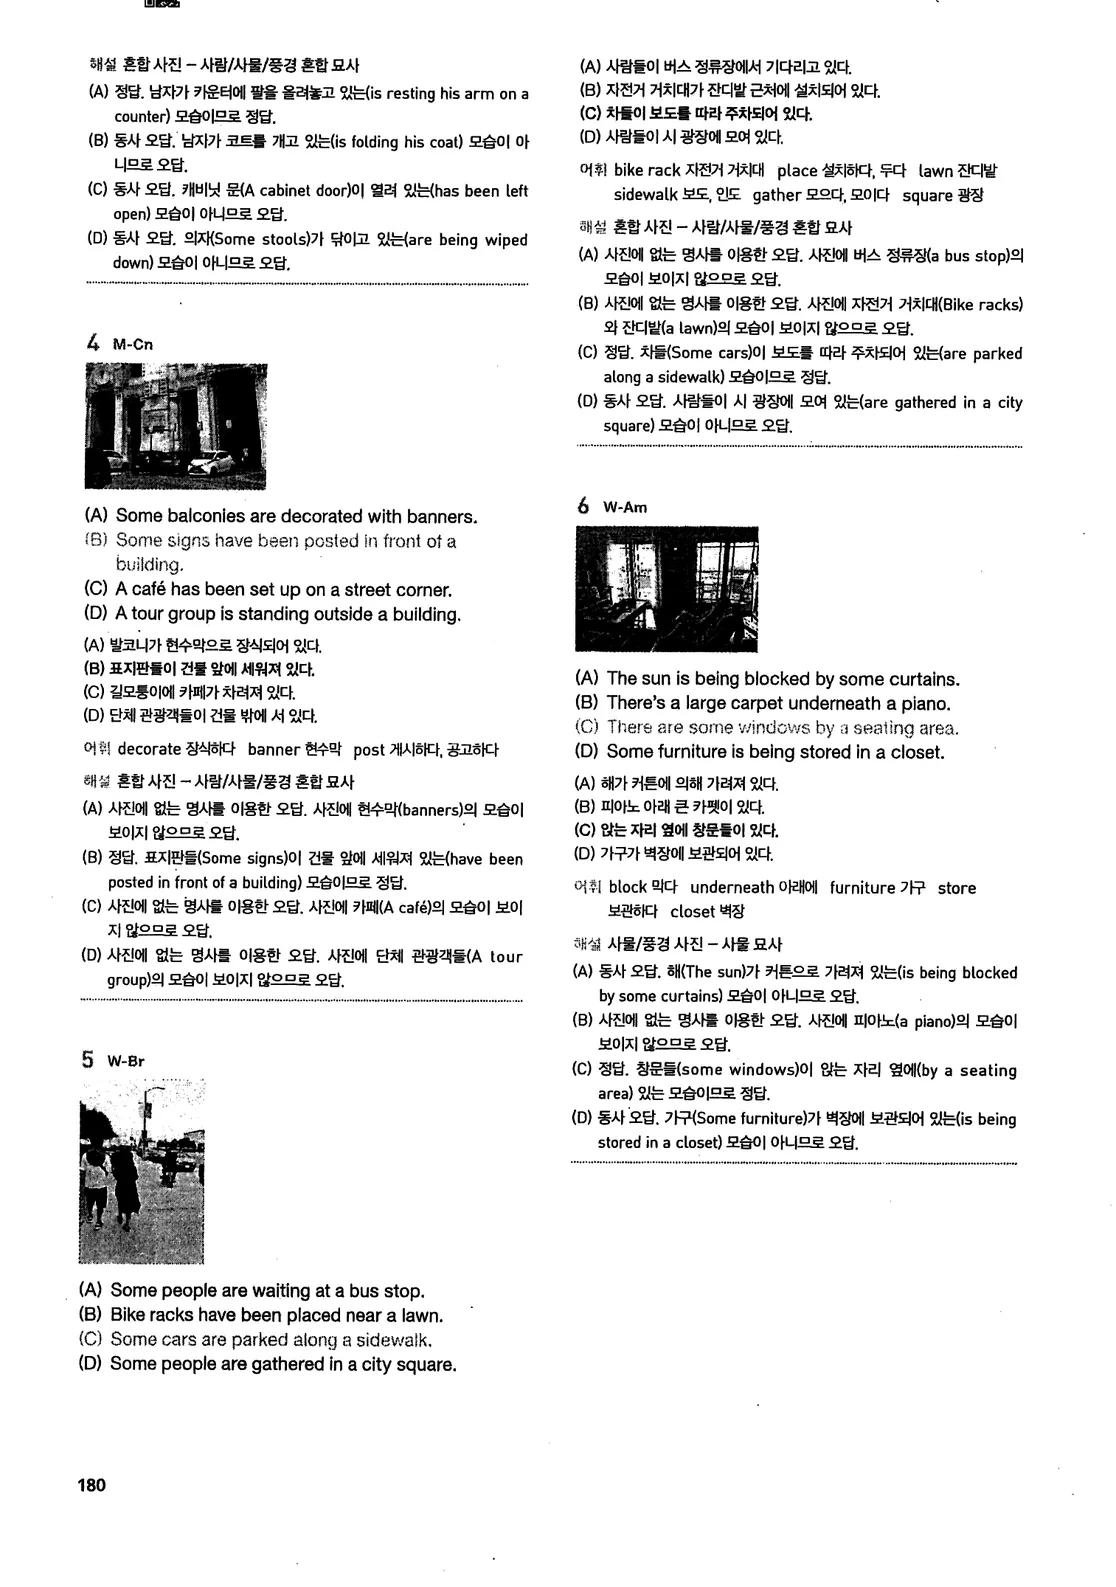 해설 혼합 사진 – 사람/사물/풍경 혼합 묘사
(A) 정답. 남자가 카운터에 팔을 올려놓고 있는(is resting his arm on a
counter) 모습이므로 정답.
(B) 동사 오답. 남자가 코트를 개고 있는(is folding his coat) 모습이 아
니므로 오답.
(C) 동사 오답. 캐비닛 문(A cabinet door)이 열려 있는(has been left
open) 모습이 아니므로 오답.
(D) 동사 오답. 의자(Some stools)가 닦이고 있는(are being wiped
down) 모습이 아니므로 오답.
4 M-Cn
(A) Some balconies are decorated with banners.
(B) Some signs have been posted in front of a
building.
(C) A café has been set up on a street corner.
(D) A tour group is standing outside a building.
(A) 발코니가 현수막으로 장식되어 있다.
(B) 표지판들이 건물 앞에 세워져 있다.
(C) 길모퉁이에 카페가 차려져 있다.
(D) 단체 관광객들이 건물 밖에 서 있다.
어휘 decorate 장식하다 banner 현수막 post 게시하다, 공고하다
해설 혼합 사진 – 사람/사물/풍경 혼합 묘사
(A) 사진에 없는 명사를 이용한 오답. 사진에 현수막(banners)의 모습이
보이지 않으므로 오답.
(B) 정답. 표지판들(Some signs)이 건물 앞에 세워져 있는(have been
posted in front of a building) 모습이므로 정답.
(C) 사진에 없는 명사를 이용한 오답. 사진에 카페(A café)의 모습이 보이
지 않으므로 오답.
(D) 사진에 없는 명사를 이용한 오답. 사진에 단체 관광객들(A tour
group)의 모습이 보이지 않으므로 오답.
5 W-Br
(A) Some people are waiting at a bus stop.
(B) Bike racks have been placed near a lawn.
(C) Some cars are parked along a sidewalk.
(D) Some people are gathered in a city square.
(A) 사람들이 버스 정류장에서 기다리고 있다.
(B) 자전거 거치대가 잔디밭 근처에 설치되어 있다.
(C) 차들이 보도를 따라 주차되어 있다.
(D) 사람들이 시 광장에 모여 있다.
어휘 bike rack 자전거 거치대 place 설치하다, 두다 lawn 잔디밭
sidewalk 보도, 인도 gather 모으다, 모이다 square 광장
해설 혼합 사진 – 사람/사물/풍경 혼합 묘사
(A) 사진에 없는 명사를 이용한 오답. 사진에 버스 정류장(a bus stop)의
모습이 보이지 않으므로 오답.
(B) 사진에 없는 명사를 이용한 오답. 사진에 자전거 거치대(Bike racks)
와 잔디밭(a lawn)의 모습이 보이지 않으므로 오답.
(C) 정답. 차들(Some cars)이 보도를 따라 주차되어 있는(are parked
along a sidewalk) 모습이므로 정답.
(D) 동사 오답. 사람들이 시 광장에 모여 있는(are gathered in a city
square) 모습이 아니므로 오답.
6 W-Am
(A) The sun is being blocked by some curtains.
(B) There's a large carpet underneath a piano.
(C) There are some windows by a seating area.
(D) Some furniture is being stored in a closet.
(A) 해가 커튼에 의해 가려져 있다.
(B) 피아노 아래 큰 카펫이 있다.
(C) 앉는 자리 옆에 창문들이 있다.
(D) 가구가 벽장에 보관되어 있다.
어휘 block 막다 underneath 아래에 furniture 가구 store
보관하다 closet 벽장
해설 사물/풍경 사진 – 사물 묘사
(A) 동사 오답. 해(The sun)가 커튼으로 가려져 있는(is being blocked
by some curtains) 모습이 아니므로 오답.
(B) 사진에 없는 명사를 이용한 오답. 사진에 피아노(a piano)의 모습이
보이지 않으므로 오답.
(C) 정답. 창문들(some windows)이 앉는 자리 옆에(by a seating
area) 있는 모습이므로 정답.
(D) 동사 오답. 가구(Some furniture)가 벽장에 보관되어 있는(is being
stored in a closet) 모습이 아니므로 오답.
180